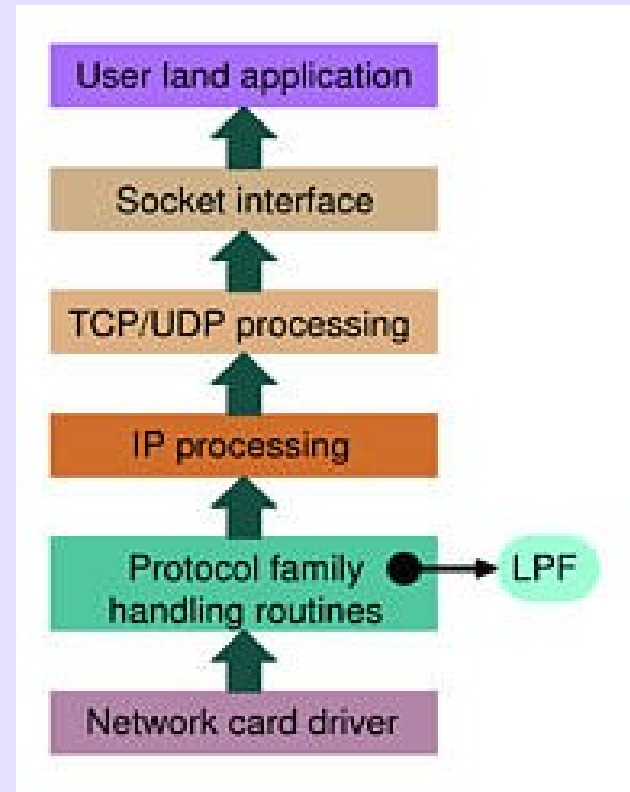 User land application
Socket interface
TCP/UDP processing
IP processing
Protocol family
handling routines
LPF
Network card driver